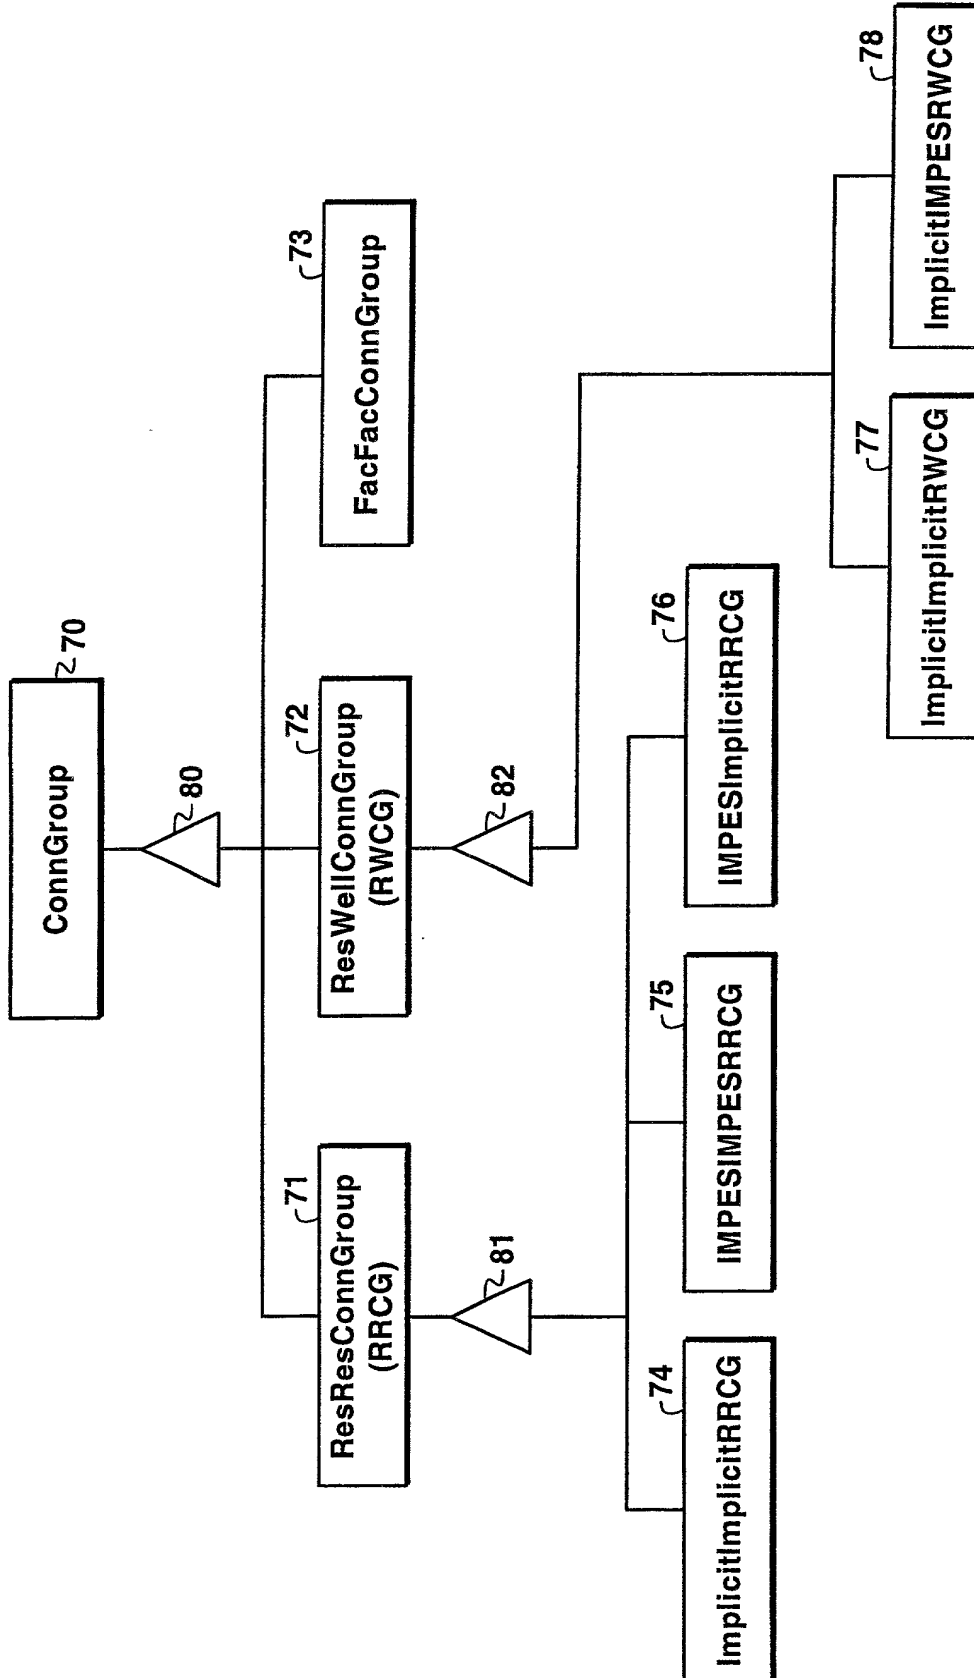 ConnGroup
70
80
ResResConnGroup
(RRCG)
71
ResWellConnGroup
(RWCG)
72
FacFacConnGroup
73
81
82
ImplicitImplicitRRCG
74
IMPESIMPESRRCG
75
IMPESImplicitRRCG
76
ImplicitImplicitRWCG
77
ImplicitIMPESRWCG
78